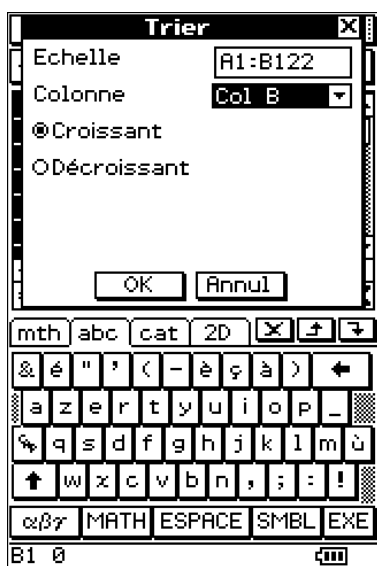 Trier
Echelle A1:B122
Colonne Col B
Croissant
Décroissant
OK Annul
mth abc cat 2D
& é " ' ( - è ç à )
a z e r t y u i o p _
q s d f g h j k l m ù
w x c v b n , ; : !
αβγ MATH ESPACE SMBL EXE
B1 0